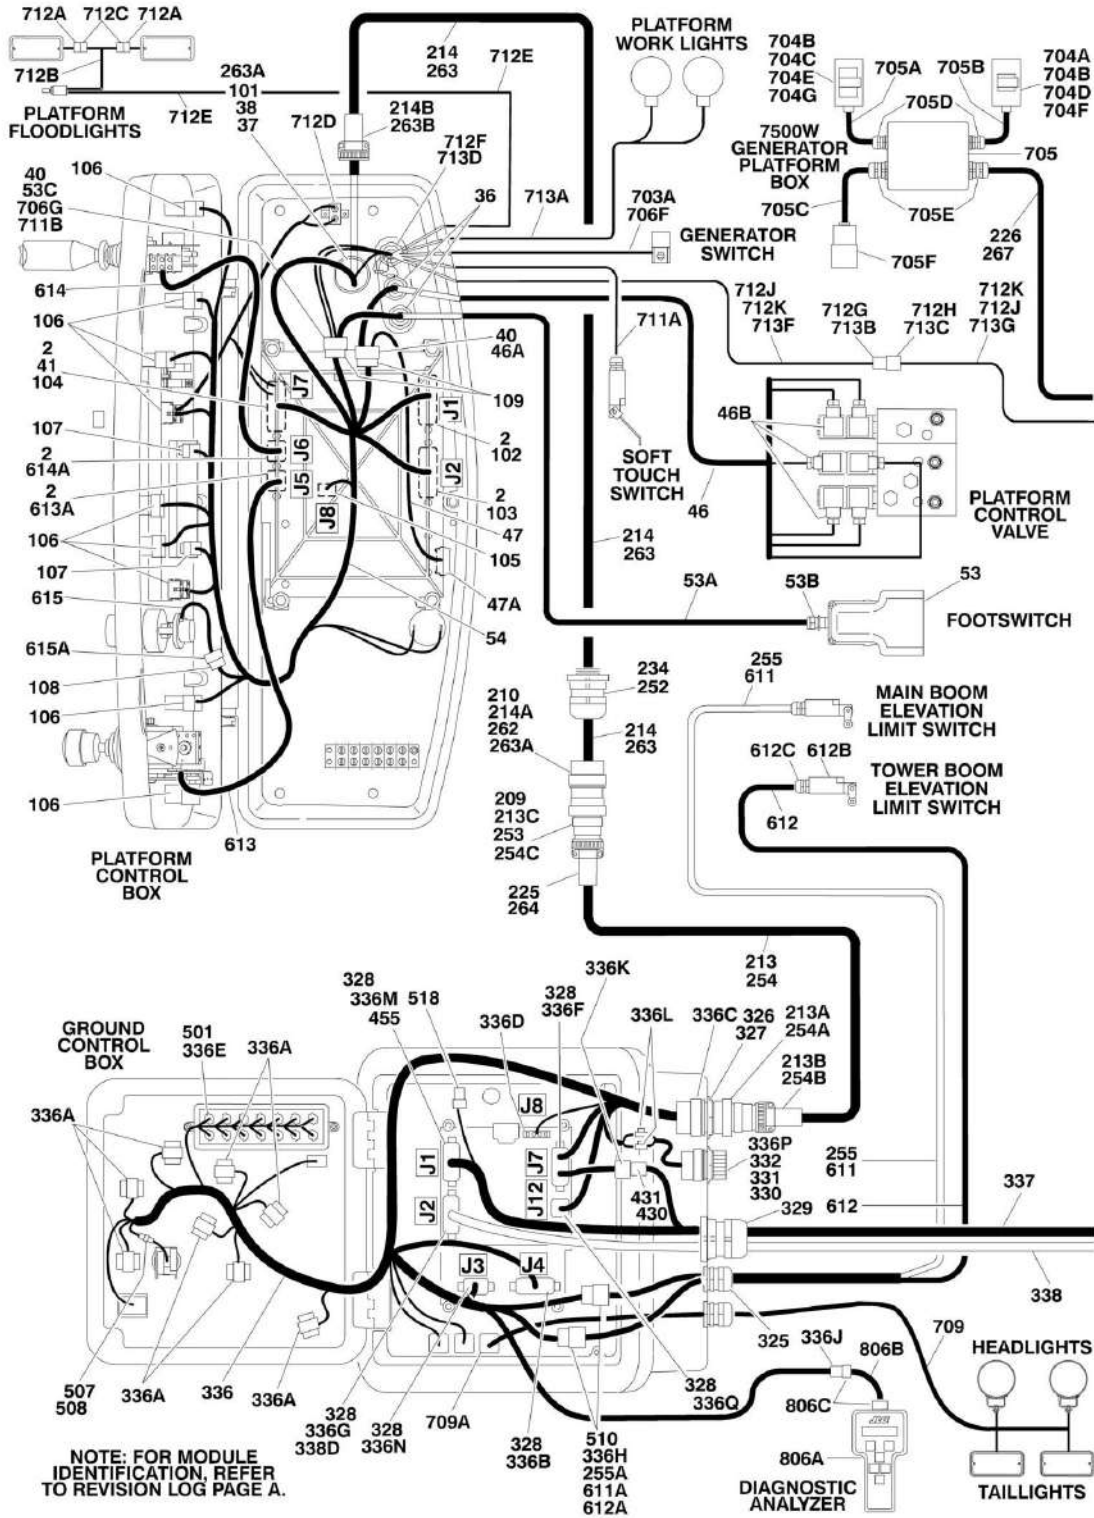 712A 712C 712A
712B
PLATFORM
FLOODLIGHTS
712E
263A
101
38
37
712D
214
263
712E
214B
263B
712F
713D
36
PLATFORM
WORK LIGHTS
713A
703A
706F
GENERATOR
SWITCH
704B
704C
704E
704G
705A
705B
704A
704B
704D
704F
705D
7500W
GENERATOR
PLATFORM
BOX
705
705C
705E
705F
226
267
40
53C
706G
711B
106
614
106
2
41
104
107
2
614A
2
613A
106
107
615
615A
108
106
106
613
PLATFORM
CONTROL
BOX
J7
J6
J5
J8
J1
J2
40
46A
109
2
102
2
103
47
105
47A
54
711A
SOFT
TOUCH
SWITCH
712J
712K
713F
712G
713B
712H
713C
712K
712J
713G
46B
46
PLATFORM
CONTROL
VALVE
214
263
53A
53B
53
FOOTSWITCH
234
252
214
263
210
214A
262
263A
209
213C
253
254C
225
264
255
611
MAIN BOOM
ELEVATION
LIMIT SWITCH
612C 612B
TOWER BOOM
ELEVATION
LIMIT SWITCH
612
213
254
GROUND
CONTROL
BOX
501
336E
336A
336A
328
336M
455
518
336D
328
336F
336K
336L
336C
326
327
213A
254A
213B
254B
J8
J1
J2
J7
J12
J3
J4
336P
332
331
330
431
430
329
255
611
612
337
338
325
336J
806B
709
HEADLIGHTS
507
508
336A
336
336A
328
336G
338D
328
336N
709A
328
336B
510
336H
255A
611A
612A
328
336Q
806C
JLG
806A
DIAGNOSTIC
ANALYZER
TAILLIGHTS
NOTE: FOR MODULE
IDENTIFICATION, REFER
TO REVISION LOG PAGE A.